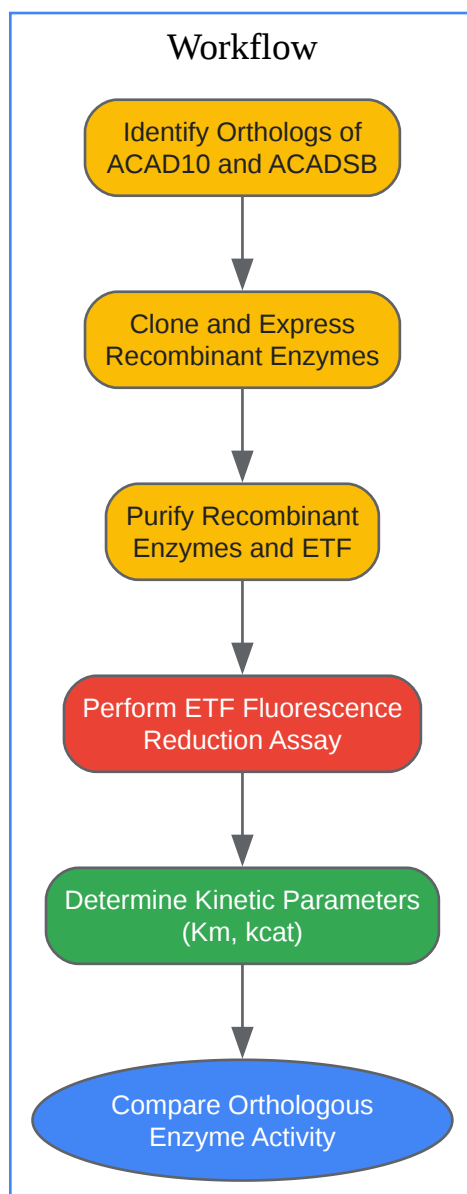 Workflow
Identify Orthologs of
ACAD10 and ACADSB
Clone and Express
Recombinant Enzymes
Purify Recombinant
Enzymes and ETF
Perform ETF Fluorescence
Reduction Assay
Determine Kinetic Parameters
(Km, kcat)
Compare Orthologous
Enzyme Activity